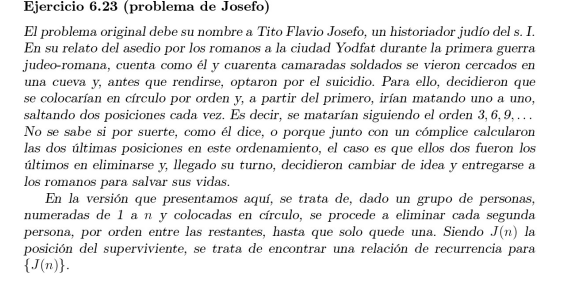 Ejercicio 6.23 (problema de Josefo)
El problema original debe su nombre a Tito Flavio Josefo, un historiador judío del s. I.
En su relato del asedio por los romanos a la ciudad Yodfat durante la primera guerra
judeo-romana, cuenta como él y cuarenta camaradas soldados se vieron cercados en
una cueva y, antes que rendirse, optaron por el suicidio. Para ello, decidieron que
se colocarían en círculo por orden y, a partir del primero, irían matando uno a uno,
saltando dos posiciones cada vez. Es decir, se matarían siguiendo el orden 3, 6, 9, . . .
No se sabe si por suerte, como él dice, o porque junto con un cómplice calcularon
las dos últimas posiciones en este ordenamiento, el caso es que ellos dos fueron los
últimos en eliminarse y, llegado su turno, decidieron cambiar de idea y entregarse a
los romanos para salvar sus vidas.
En la versión que presentamos aquí, se trata de, dado un grupo de personas,
numeradas de 1 a n y colocadas en círculo, se procede a eliminar cada segunda
persona, por orden entre las restantes, hasta que solo quede una. Siendo J(n) la
posición del superviviente, se trata de encontrar una relación de recurrencia para
{J(n)}.